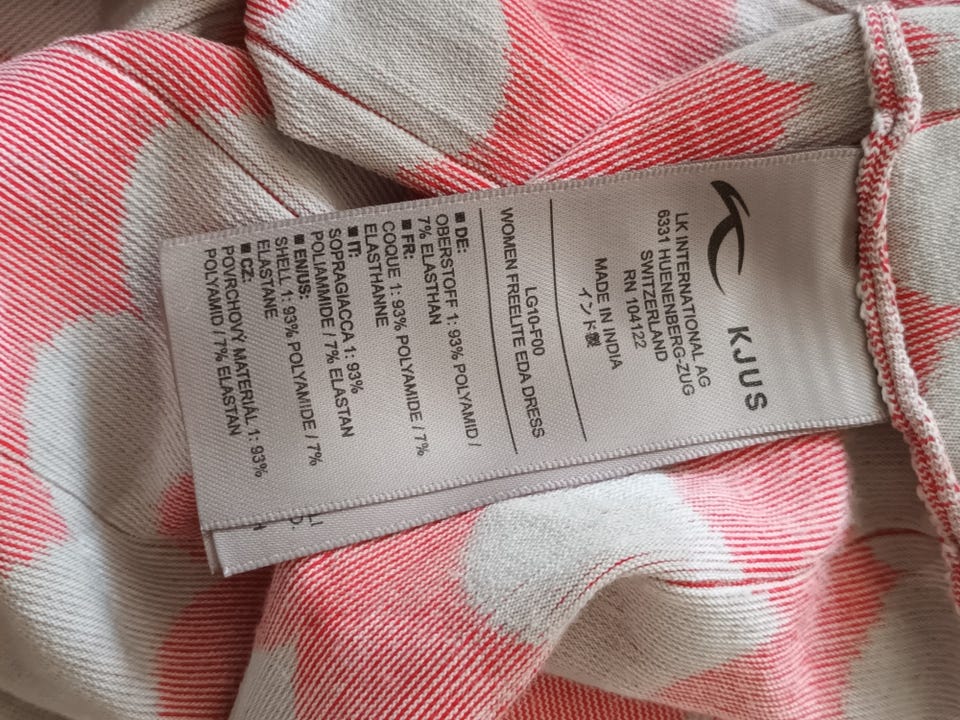 KJUS
LK INTERNATIONAL AG
6331 HUENENBERG-ZUG
SWITZERLAND
RN 104122
MADE IN INDIA
インド製
LG10-F00
WOMEN FREELITE EDA DRESS
■ DE:
OBERSTOFF 1: 93% POLYAMID /
7% ELASTHAN
■ FR:
COQUE 1: 93% POLYAMIDE / 7%
ELASTHANNE
■ IT:
SOPRAGIACCA 1: 93%
POLIAMMIDE / 7% ELASTAN
■ EN/US:
SHELL 1: 93% POLYAMIDE / 7%
ELASTANE
■ CZ:
POVRCHOVÝ MATERIÁL 1: 93%
POLYAMID / 7% ELASTAN